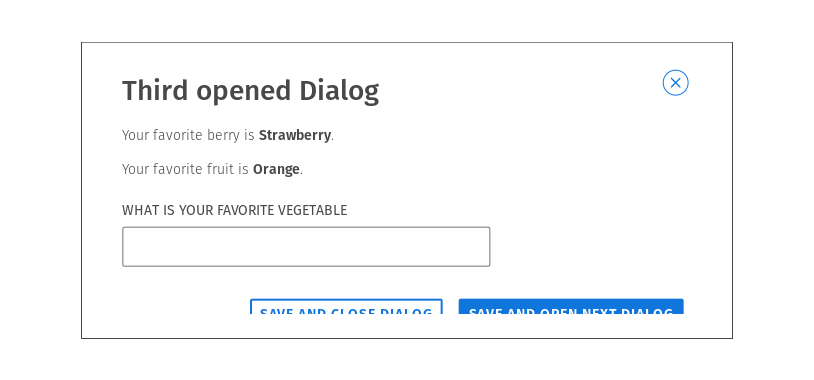 Third opened Dialog
Your favorite berry is Strawberry.
Your favorite fruit is Orange.
WHAT IS YOUR FAVORITE VEGETABLE
SAVE AND CLOSE DIALOG SAVE AND OPEN NEXT DIALOG